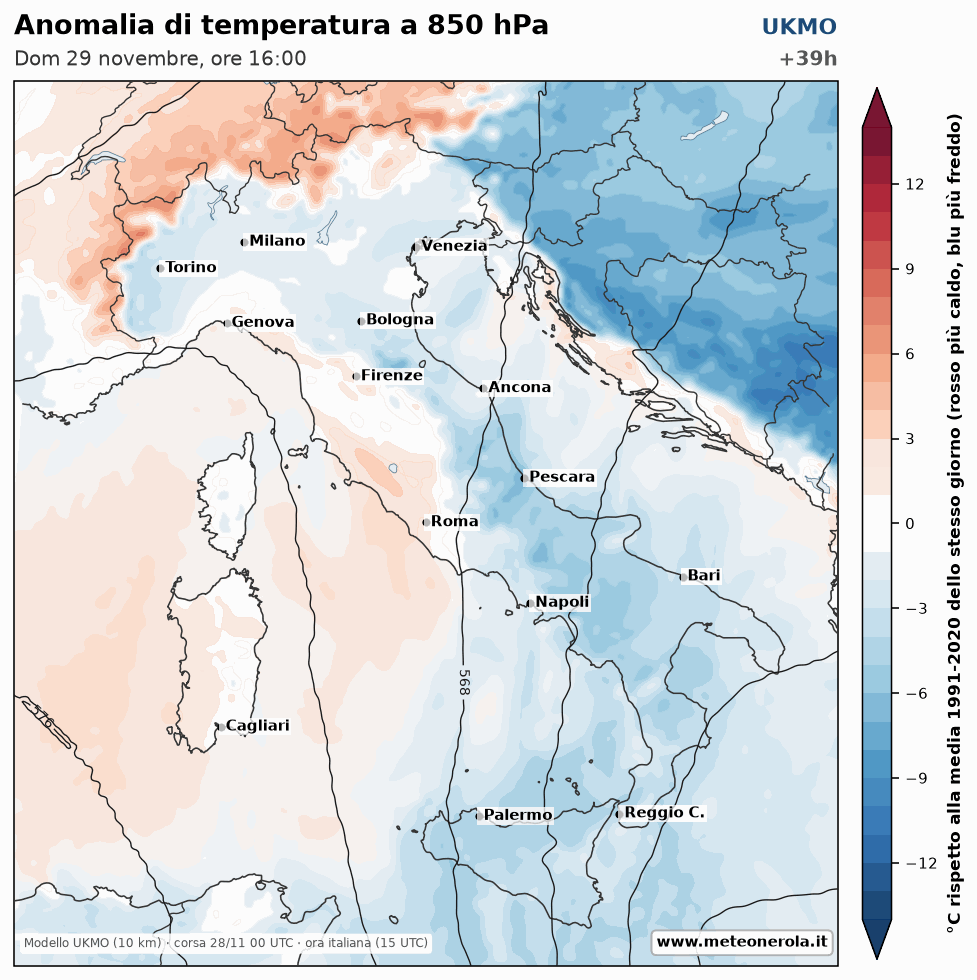 Anomalia di temperatura a 850 hPa
UKMO
Dom 29 novembre, ore 16:00
+39h
Milano
Venezia
Torino
Genova
Bologna
Firenze
Ancona
Pescara
Roma
Bari
Napoli
568
Cagliari
Palermo
Reggio C.
12
9
6
3
0
−3
−6
−9
−12
°C rispetto alla media 1991-2020 dello stesso giorno (rosso più caldo, blu più freddo)
Modello UKMO (10 km) · corsa 28/11 00 UTC · ora italiana (15 UTC)
www.meteonerola.it